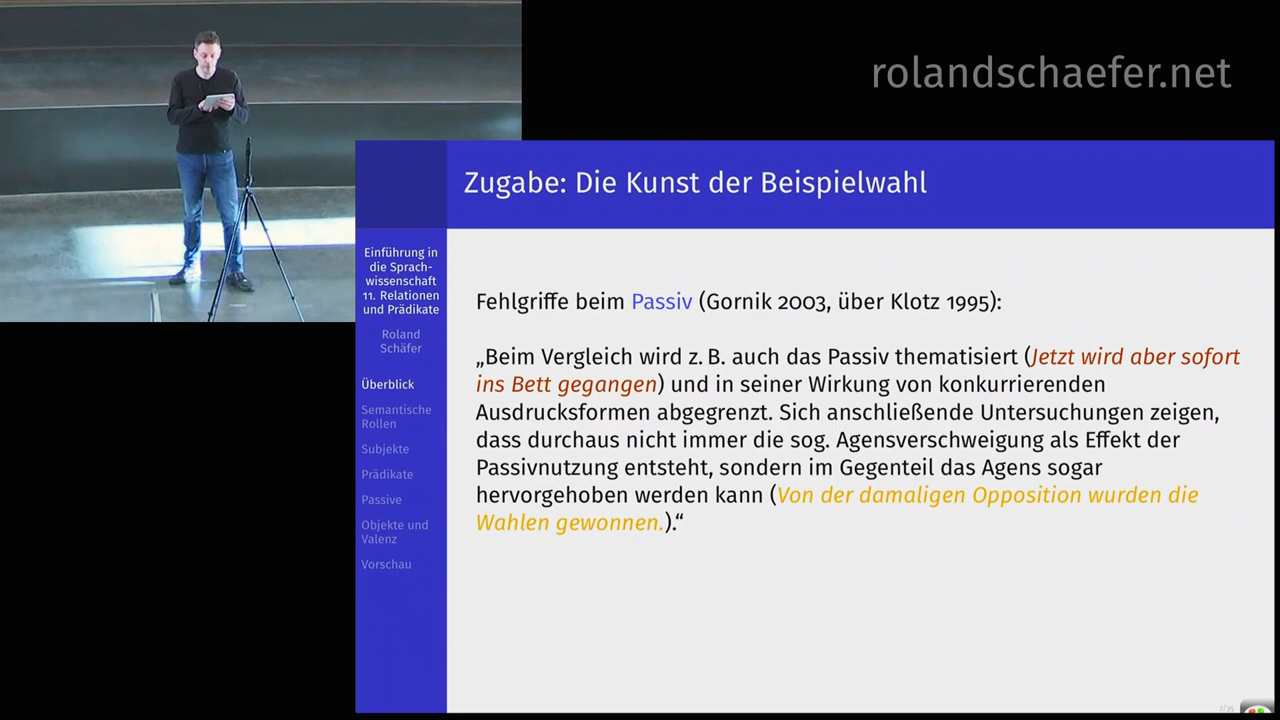 rolandschaefer.net
Zugabe: Die Kunst der Beispielwahl
Einführung in
die Sprach-
wissenschaft
11. Relationen
und Prädikate
Roland
Schäfer
Überblick
Semantische
Rollen
Subjekte
Prädikate
Passive
Objekte und
Valenz
Vorschau
Fehlgriffe beim Passiv (Gornik 2003, über Klotz 1995):
„Beim Vergleich wird z. B. auch das Passiv thematisiert (Jetzt wird aber sofort
ins Bett gegangen) und in seiner Wirkung von konkurrierenden
Ausdrucksformen abgegrenzt. Sich anschließende Untersuchungen zeigen,
dass durchaus nicht immer die sog. Agensverschweigung als Effekt der
Passivnutzung entsteht, sondern im Gegenteil das Agens sogar
hervorgehoben werden kann (Von der damaligen Opposition wurden die
Wahlen gewonnen.).“